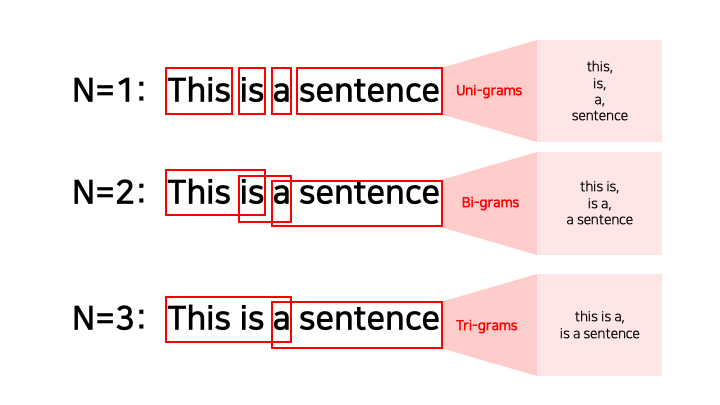 N=1: This is a sentence Uni-grams this,
is,
a,
sentence
N=2: This is a sentence Bi-grams this is,
is a,
a sentence
N=3: This is a sentence Tri-grams this is a,
is a sentence